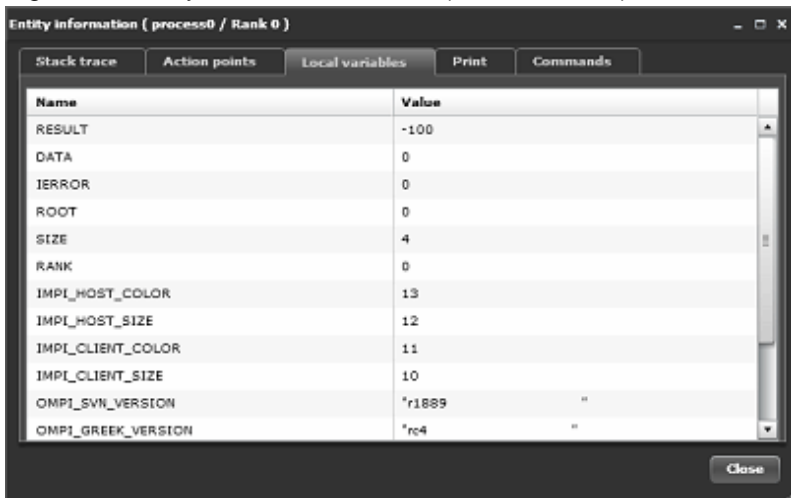 Entity information ( process0 / Rank 0 )
Stack trace Action points Local variables Print Commands
Name Value
RESULT -100
DATA 0
IERROR 0
ROOT 0
SIZE 4
RANK 0
IMPI_HOST_COLOR 13
IMPI_HOST_SIZE 12
IMPI_CLIENT_COLOR 11
IMPI_CLIENT_SIZE 10
OMPI_SVN_VERSION "r1889 "
OMPI_GREEK_VERSION "rc4 "
Close